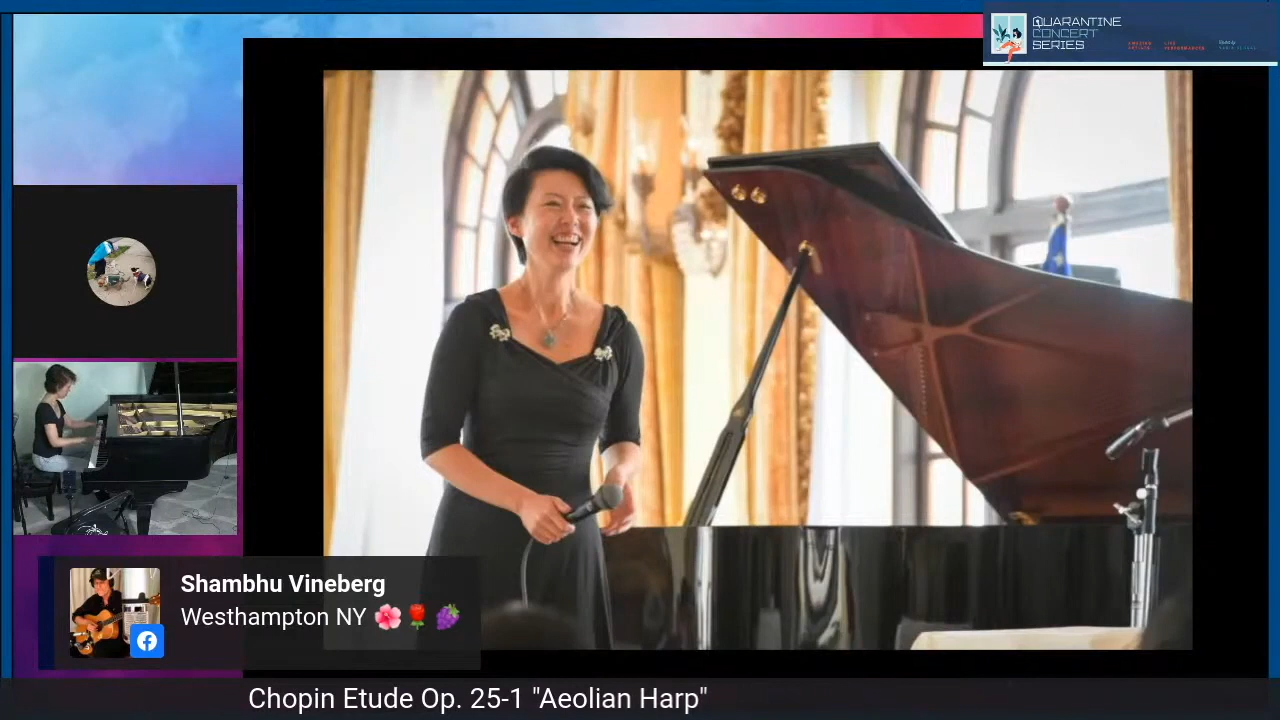 QUARANTINE
CONCERT
SERIES
Shambhu Vineberg
Westhampton NY 🌺🌹🍇
Chopin Etude Op. 25-1 "Aeolian Harp"